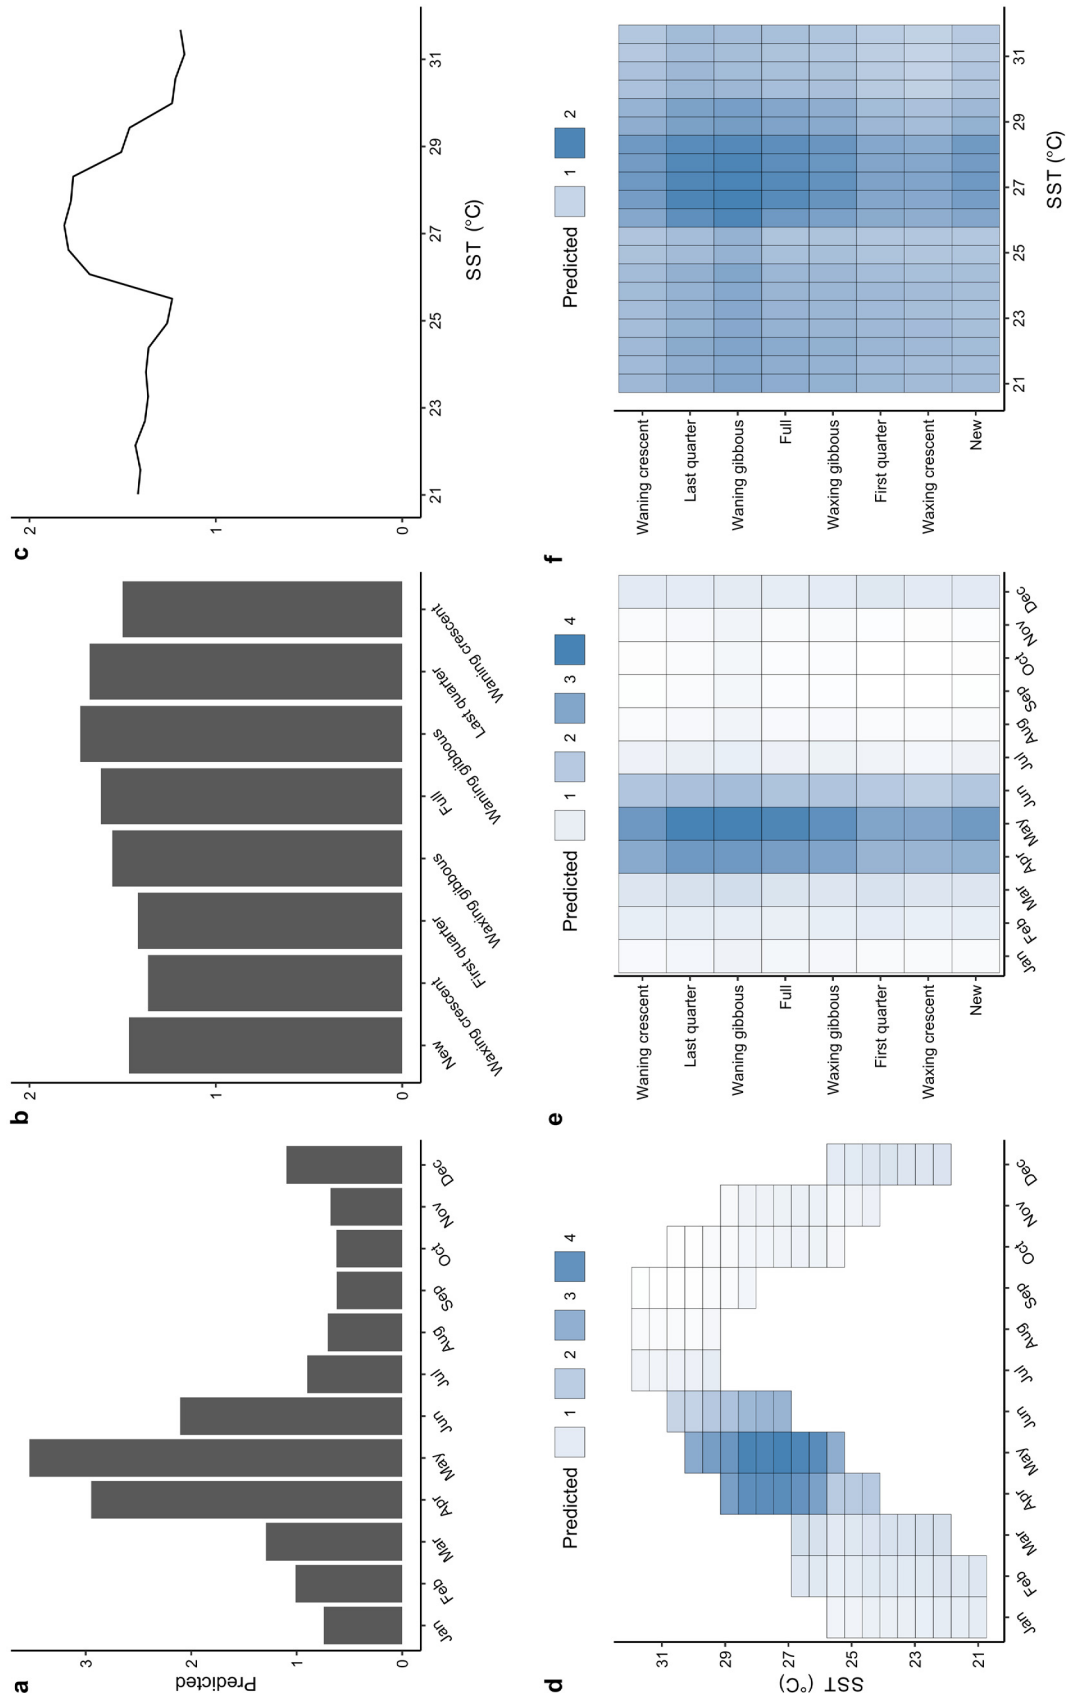 a
Predicted
3
2
1
0
Jan
Feb
Mar
Apr
May
Jun
Jul
Aug
Sep
Oct
Nov
Dec
b
2
1
0
New
Waxing crescent
First quarter
Waxing gibbous
Full
Waning gibbous
Last quarter
Waning crescent
c
2
1
0
21
23
25
27
29
31
SST (°C)
d
Predicted 1 2 3 4
SST (°C)
31
29
27
25
23
21
Jan
Feb
Mar
Apr
May
Jun
Jul
Aug
Sep
Oct
Nov
Dec
e
Predicted 1 2 3 4
Waning crescent
Last quarter
Waning gibbous
Full
Waxing gibbous
First quarter
Waxing crescent
New
Jan
Feb
Mar
Apr
May
Jun
Jul
Aug
Sep
Oct
Nov
Dec
f
Predicted 1 2
Waning crescent
Last quarter
Waning gibbous
Full
Waxing gibbous
First quarter
Waxing crescent
New
21
23
25
27
29
31
SST (°C)